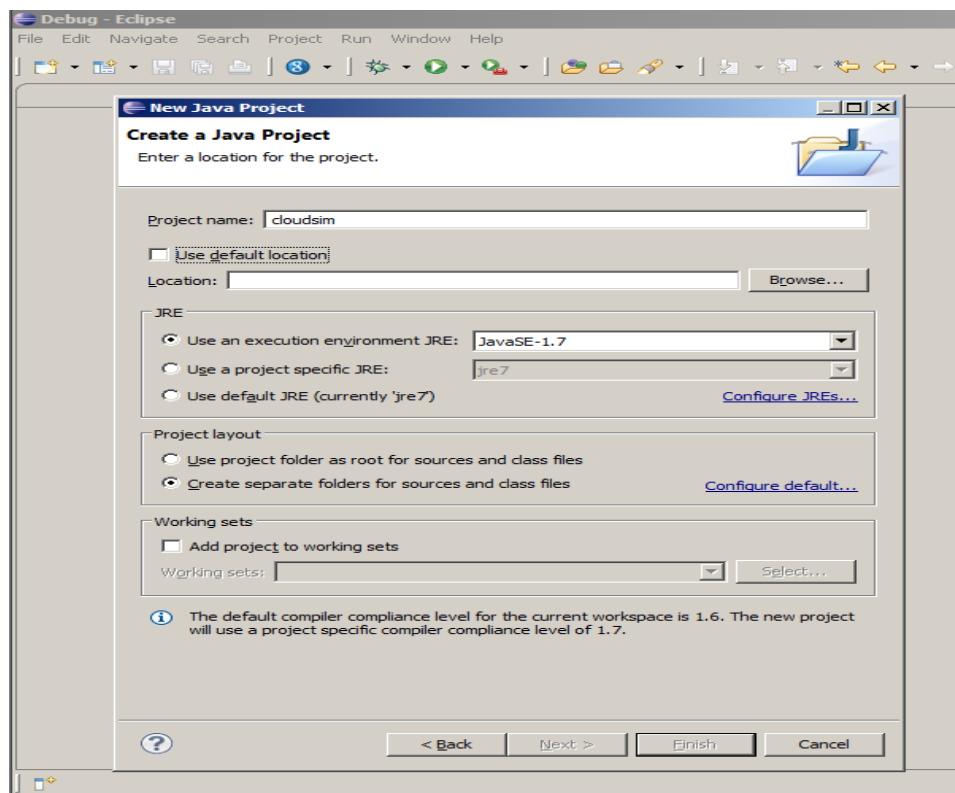 Debug - Eclipse
File Edit Navigate Search Project Run Window Help
New Java Project
Create a Java Project
Enter a location for the project.
Project name: cloudsim
Use default location
Location: Browse...
JRE
Use an execution environment JRE: JavaSE-1.7
Use a project specific JRE: jre7
Use default JRE (currently 'jre7') Configure JREs...
Project layout
Use project folder as root for sources and class files
Create separate folders for sources and class files Configure default...
Working sets
Add project to working sets
Working sets: Select...
The default compiler compliance level for the current workspace is 1.6. The new project
will use a project specific compiler compliance level of 1.7.
? < Back Next > Finish Cancel